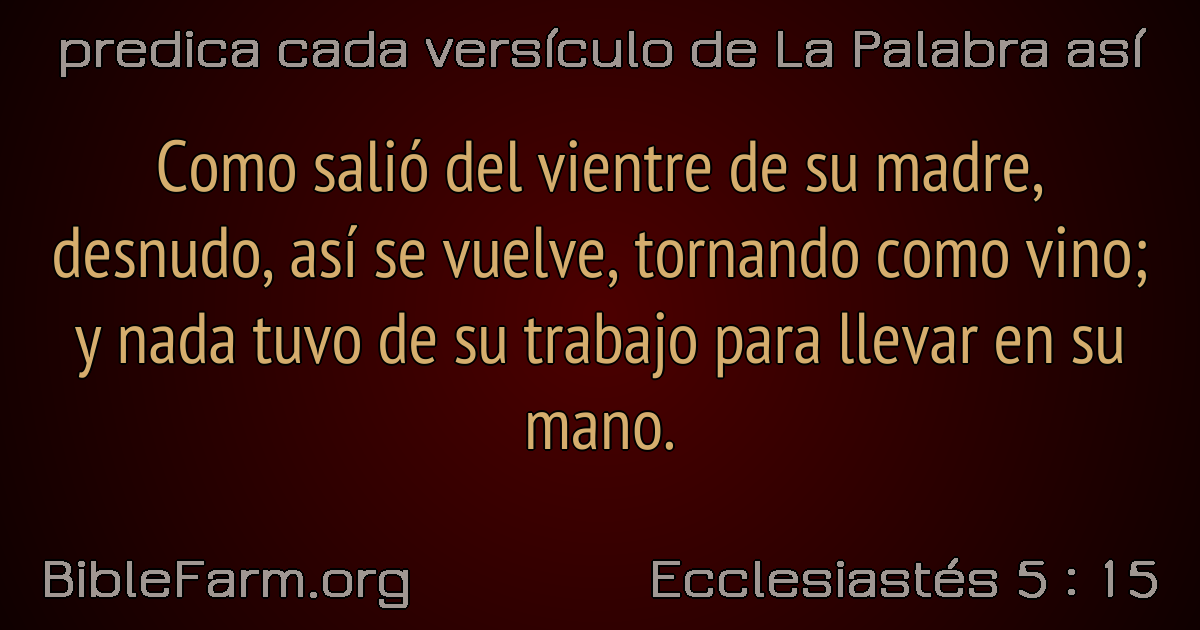 predica cada versículo de La Palabra así
Como salió del vientre de su madre,
desnudo, así se vuelve, tornando como vino;
y nada tuvo de su trabajo para llevar en su
mano.
BibleFarm.org
Ecclesiastés 5 : 15